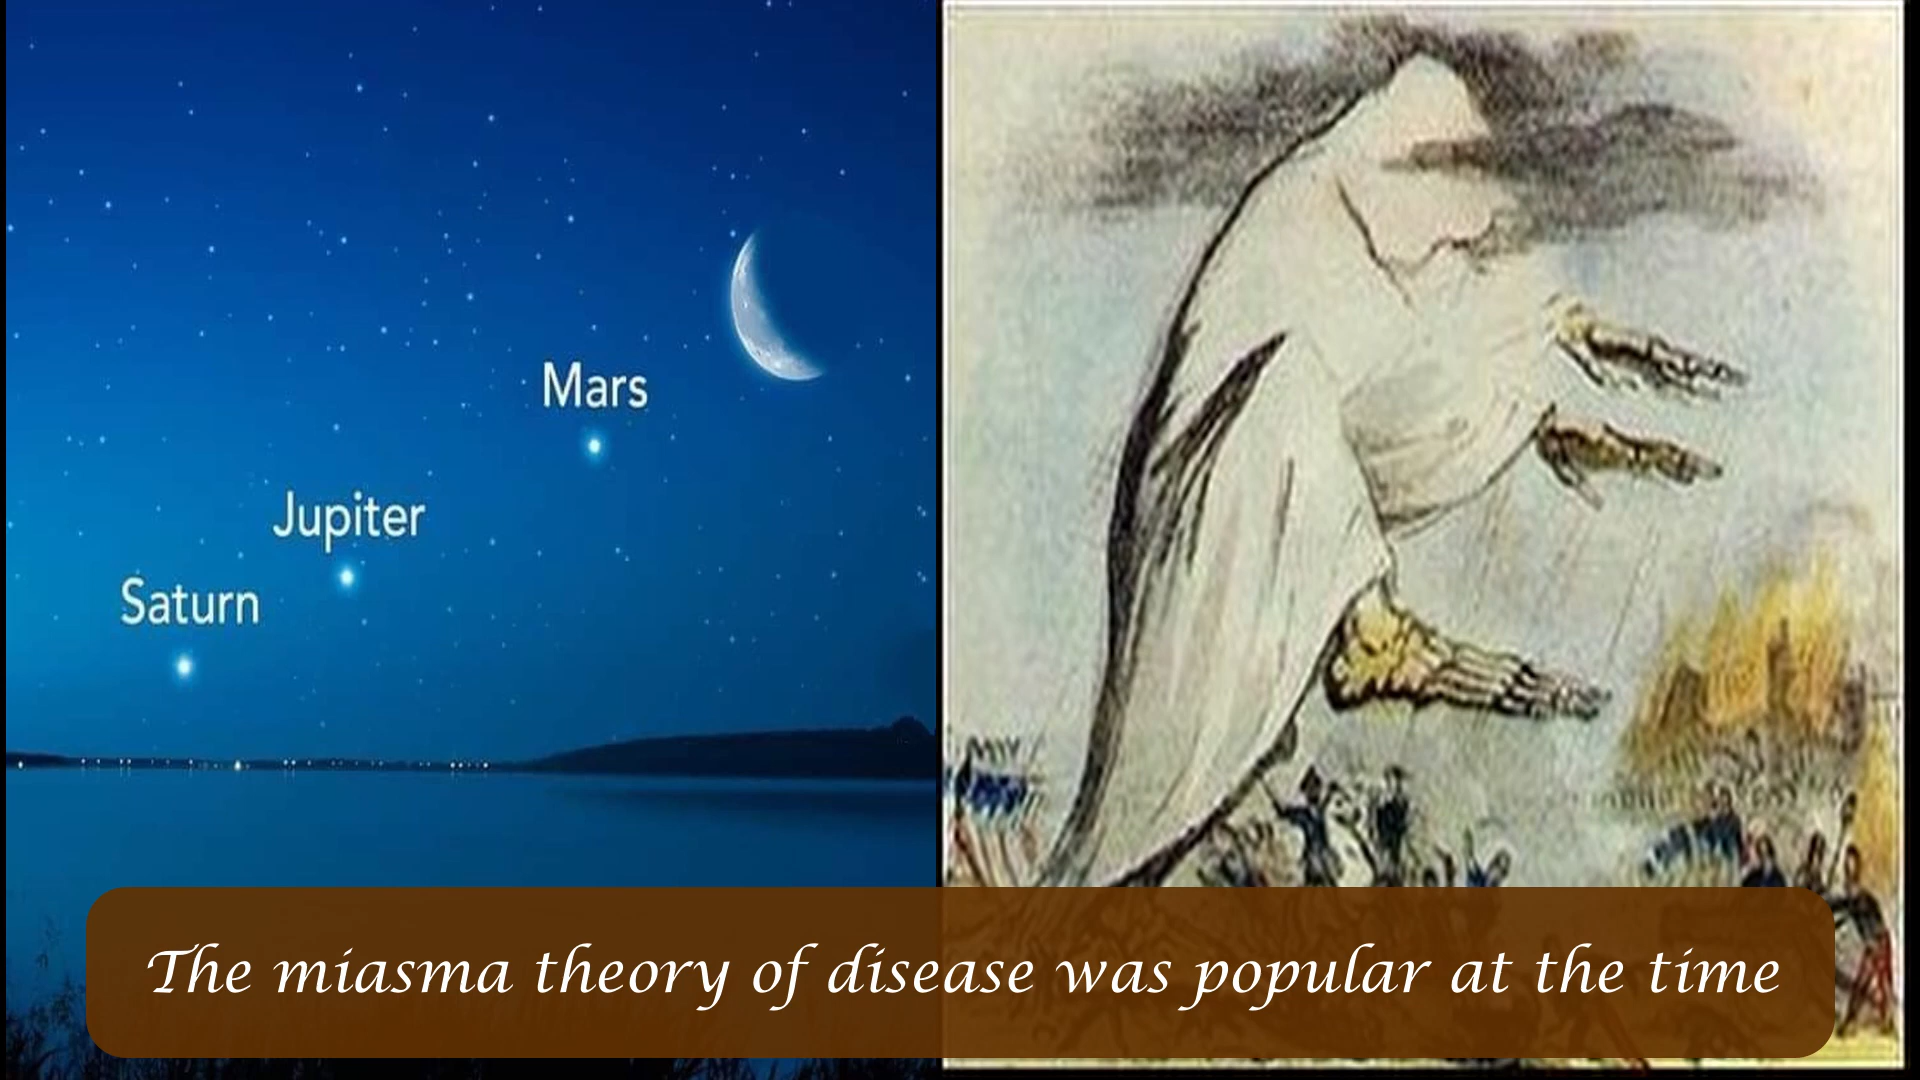 Mars
Jupiter
Saturn
The miasma theory of disease was popular at the time